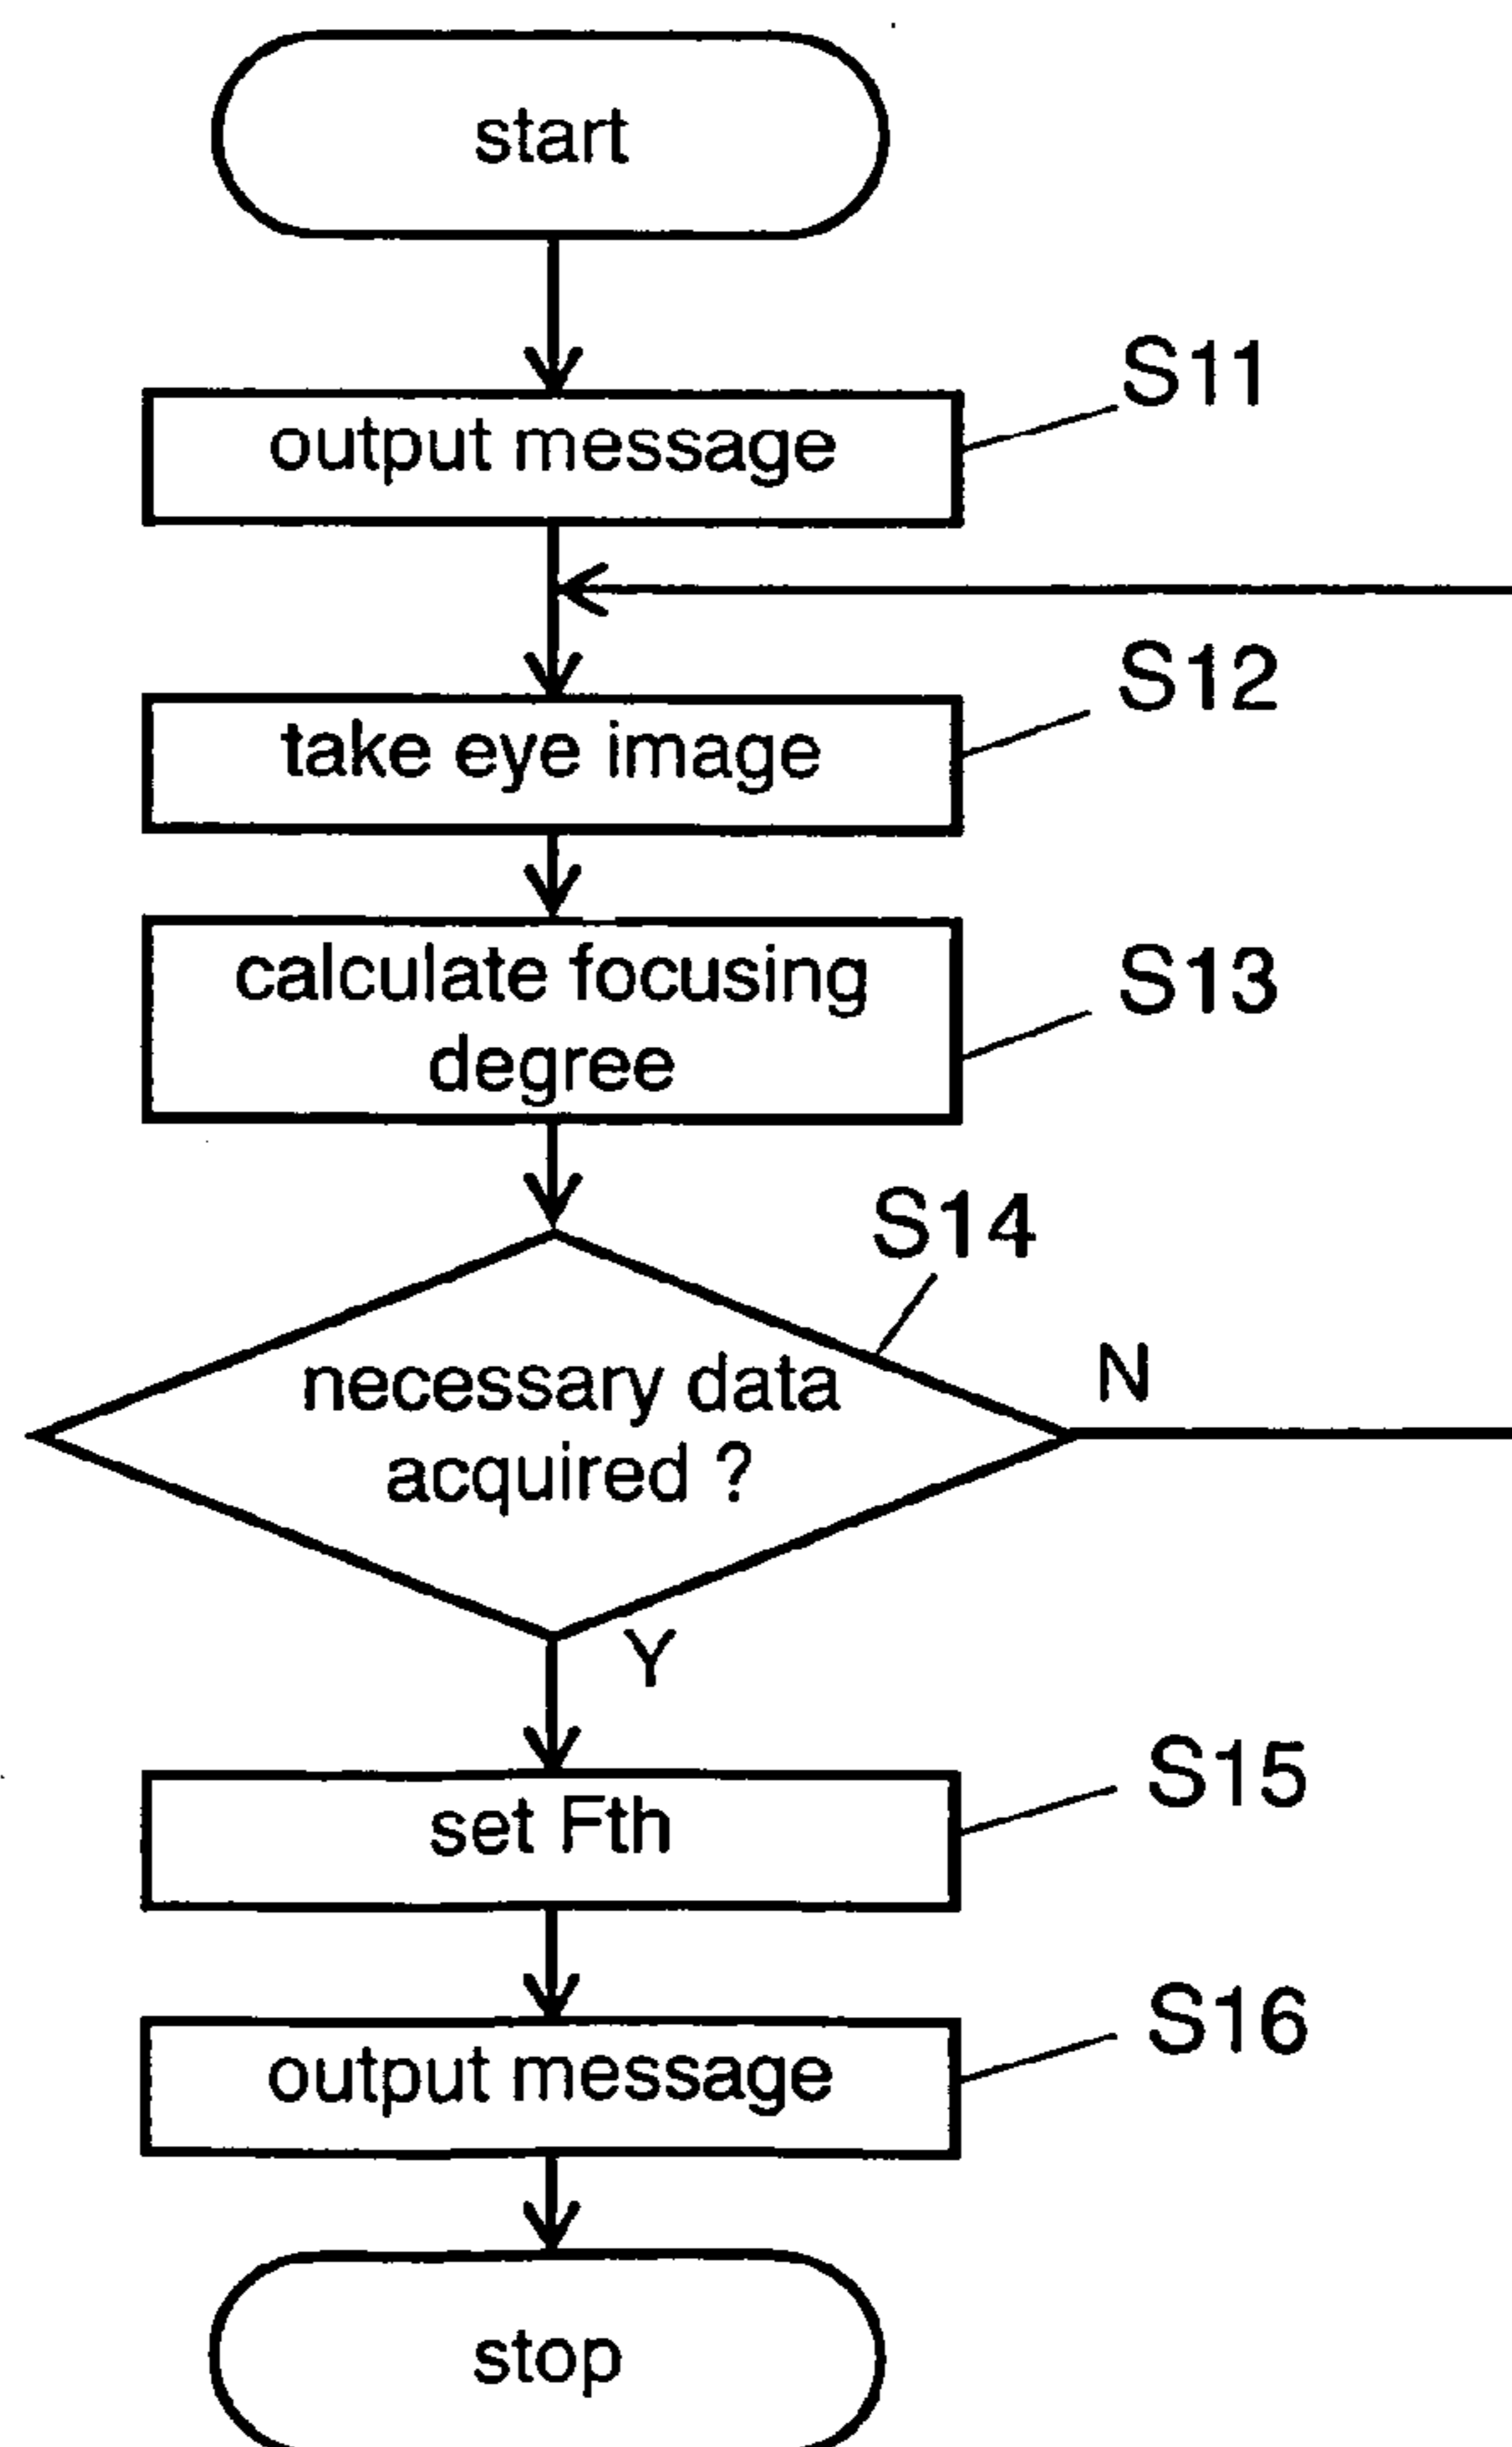 start
output message
S11
take eye image
S12
calculate focusing
degree
S13
S14
necessary data
acquired ?
N
Y
set Fth
S15
output message
S16
stop